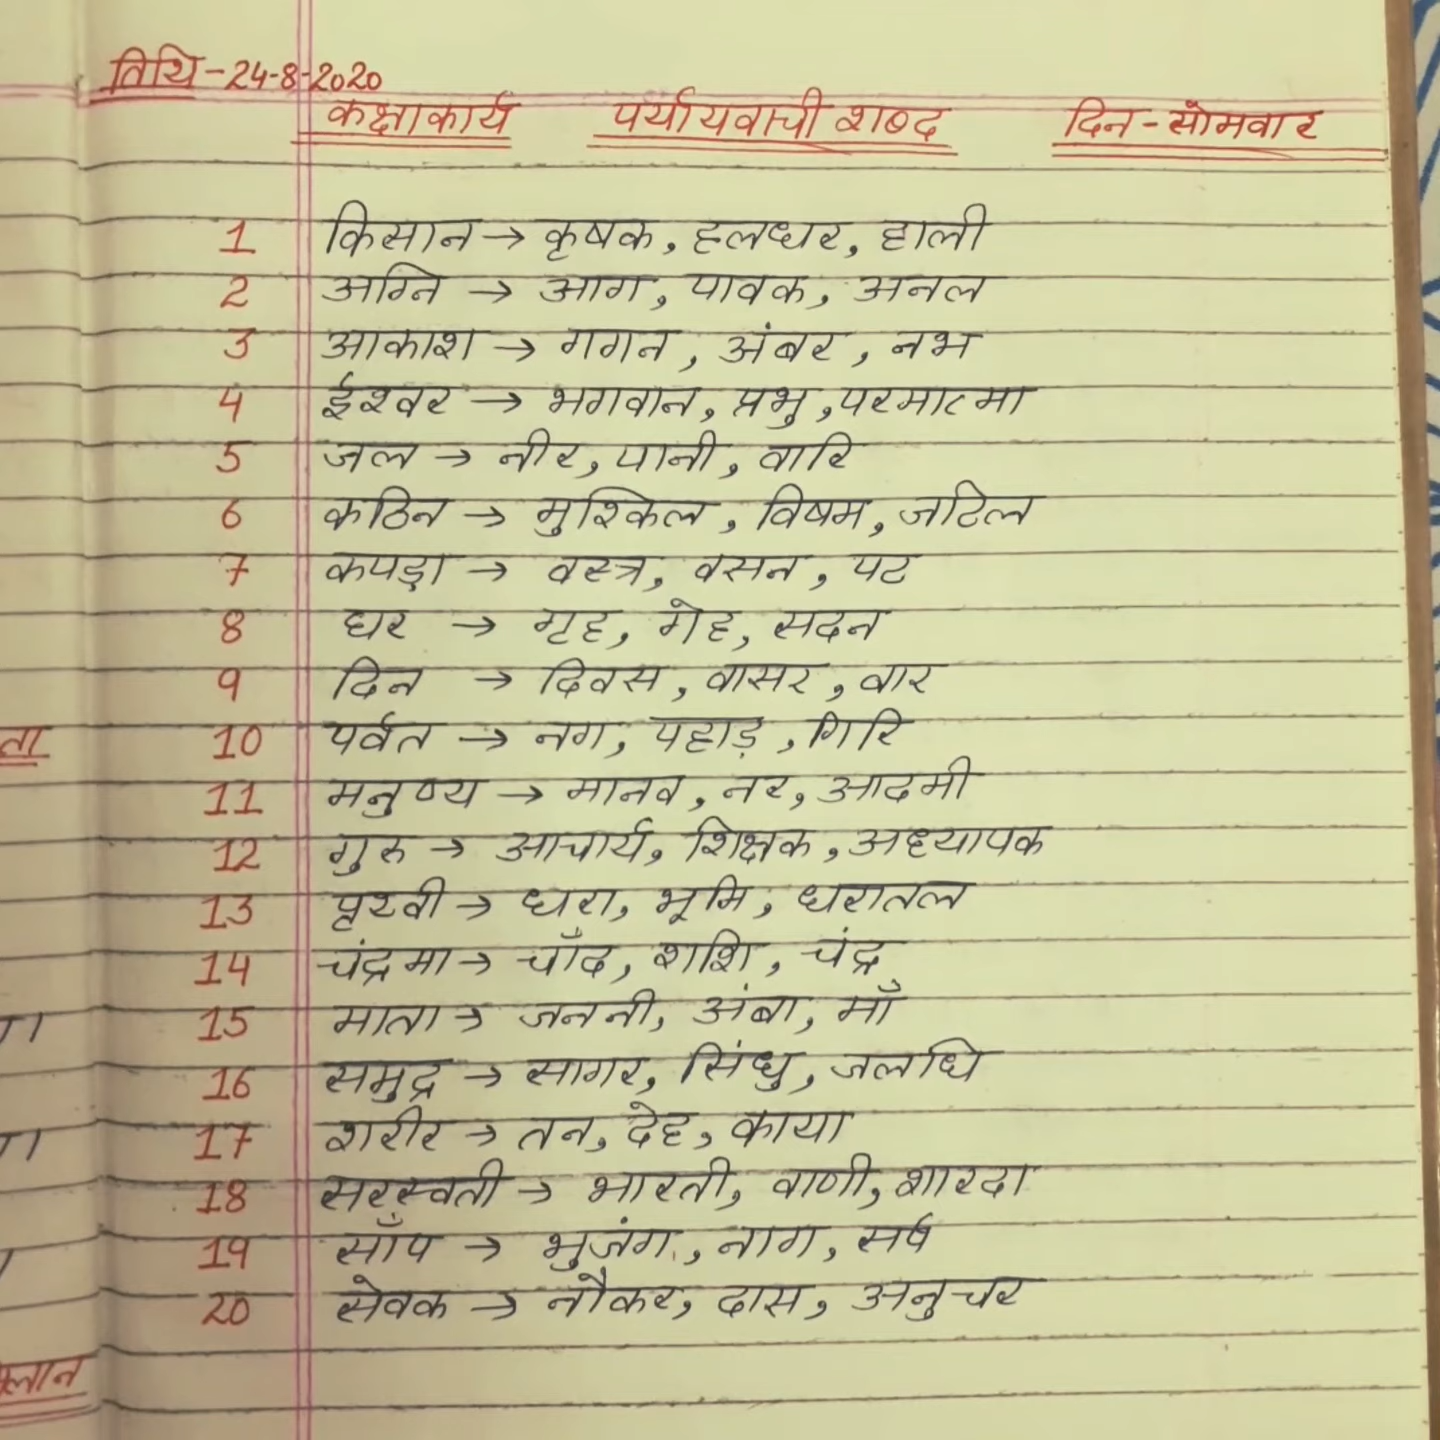 तिथि - 24-8-2020
कक्षाकार्य पर्यायवाची शब्द दिन - सोमवार
1 किसान → कृषक, हलधर, हाली
2 अग्नि → आग, पावक, अनल
3 आकाश → गगन, अंबर, नभ
4 ईश्वर → भगवान, प्रभु, परमात्मा
5 जल → नीर, पानी, वारि
6 कठिन → मुश्किल, विषम, जटिल
7 कपड़ा → वस्त्र, वसन, पट
8 घर → गृह, गेह, सदन
9 दिन → दिवस, वासर, वार
10 पर्वत → नग, पहाड़, गिरि
11 मनुष्य → मानव, नर, आदमी
12 गुरु → आचार्य, शिक्षक, अध्यापक
13 पृथ्वी → धरा, भूमि, धरातल
14 चंद्रमा → चाँद, शशि, चंद्र
15 माता → जननी, अंबा, माँ
16 समुद्र → सागर, सिंधु, जलधि
17 शरीर → तन, देह, काया
18 सरस्वती → भारती, वाणी, शारदा
19 साँप → भुजंग, नाग, सर्प
20 सेवक → नौकर, दास, अनुचर